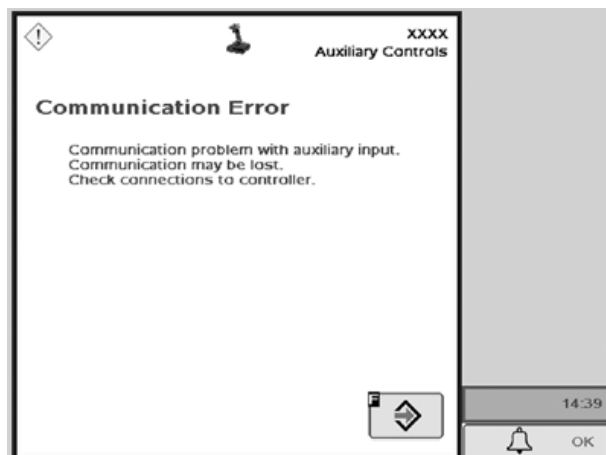 XXXX
Auxiliary Controls
Communication Error
Communication problem with auxiliary input.
Communication may be lost.
Check connections to controller.
F
14:39
OK